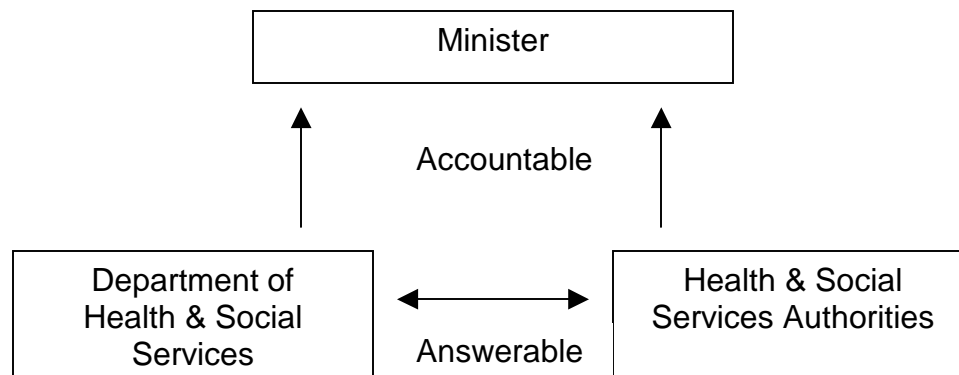 Minister
Accountable
Department of
Health & Social
Services
Answerable
Health & Social
Services Authorities